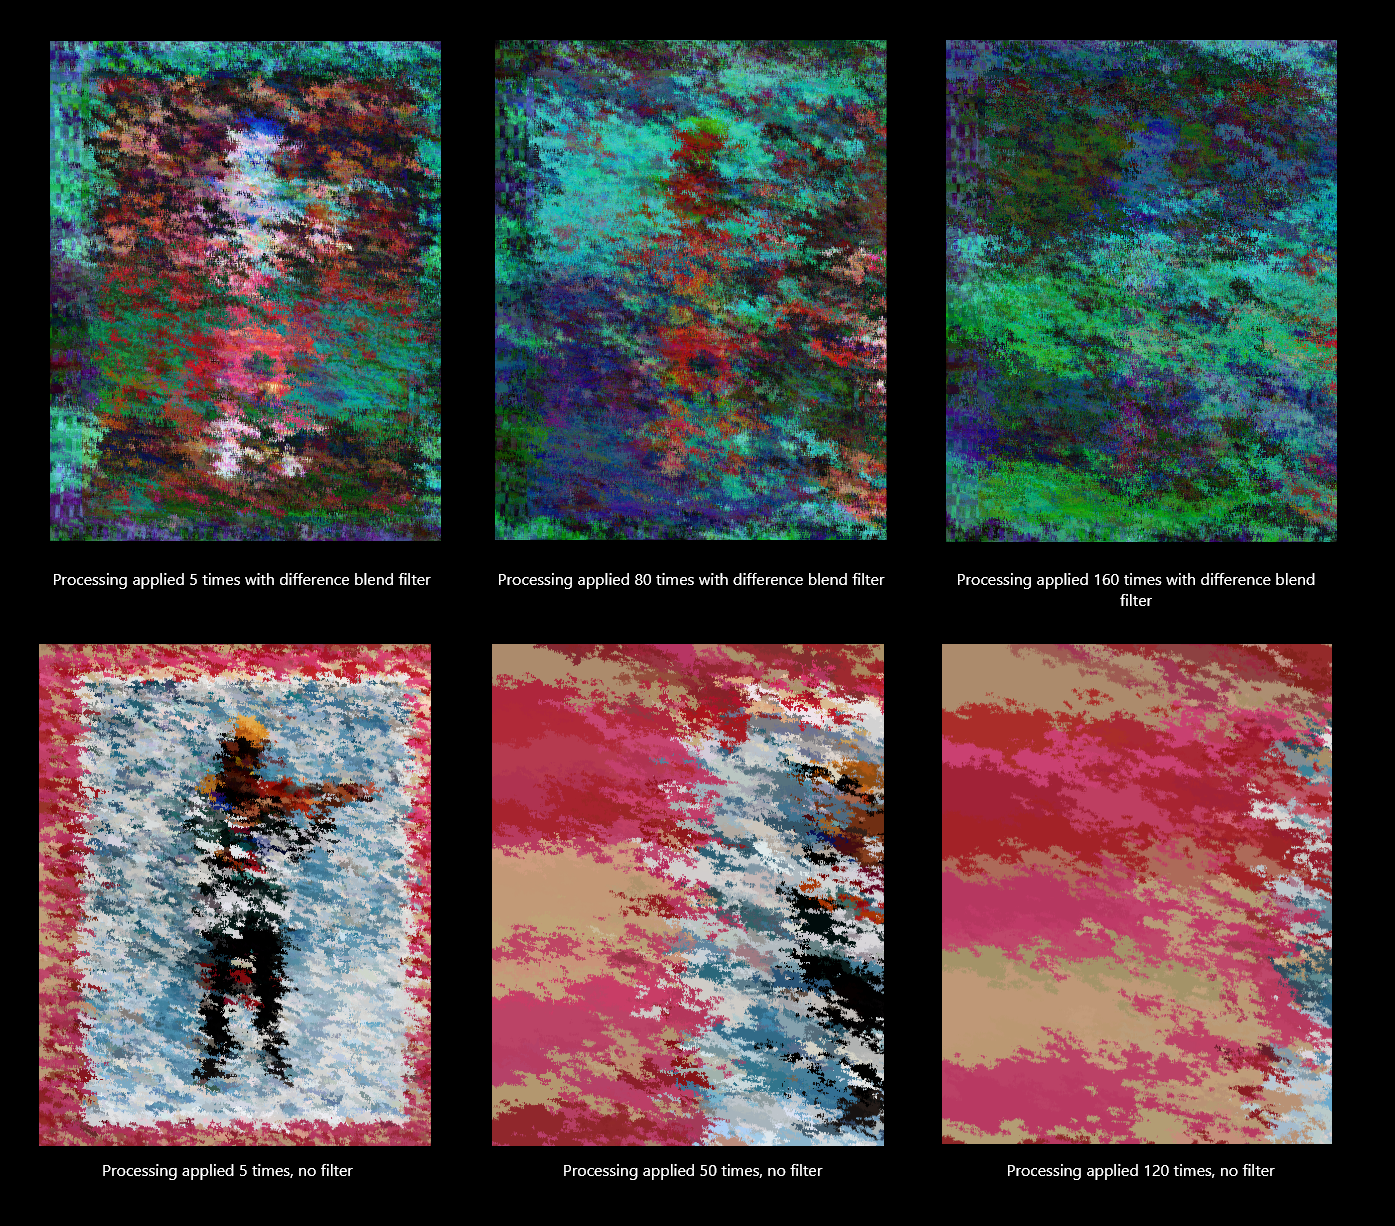 Processing applied 5 times with difference blend filter
Processing applied 80 times with difference blend filter
Processing applied 160 times with difference blend
filter
Processing applied 5 times, no filter
Processing applied 50 times, no filter
Processing applied 120 times, no filter